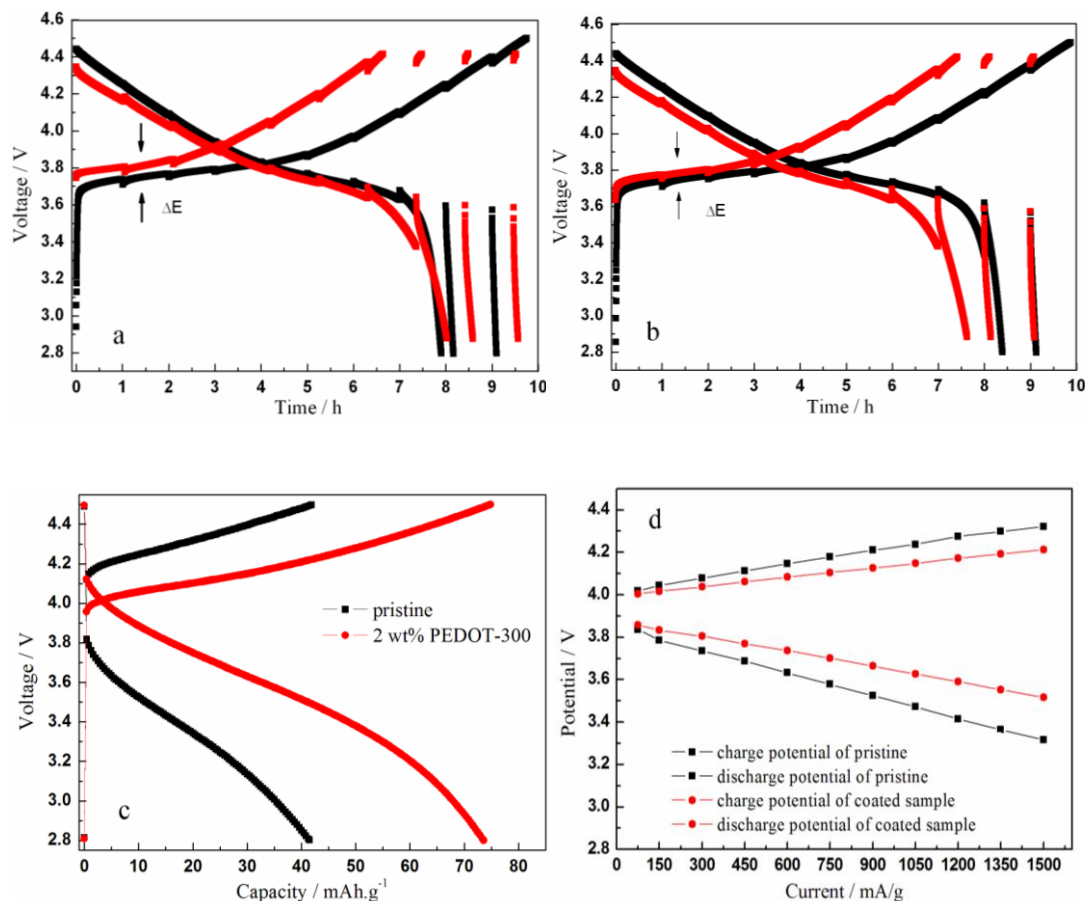 4.6
4.4
4.2
4.0
3.8
3.6
3.4
3.2
3.0
2.8
Voltage / V
ΔE
a
0 1 2 3 4 5 6 7 8 9 10
Time / h
4.6
4.4
4.2
4.0
3.8
3.6
3.4
3.2
3.0
2.8
Voltage / V
ΔE
b
0 1 2 3 4 5 6 7 8 9 10
Time / h
4.4
4.2
4.0
3.8
3.6
3.4
3.2
3.0
2.8
Voltage / V
pristine
2 wt% PEDOT-300
c
0 10 20 30 40 50 60 70 80
Capacity / mAh.g⁻¹
d
4.4
4.2
4.0
3.8
3.6
3.4
3.2
3.0
2.8
Potential / V
charge potential of pristine
discharge potential of pristine
charge potential of coated sample
discharge potential of coated sample
150 300 450 600 750 900 1050 1200 1350 1500
Current / mA/g